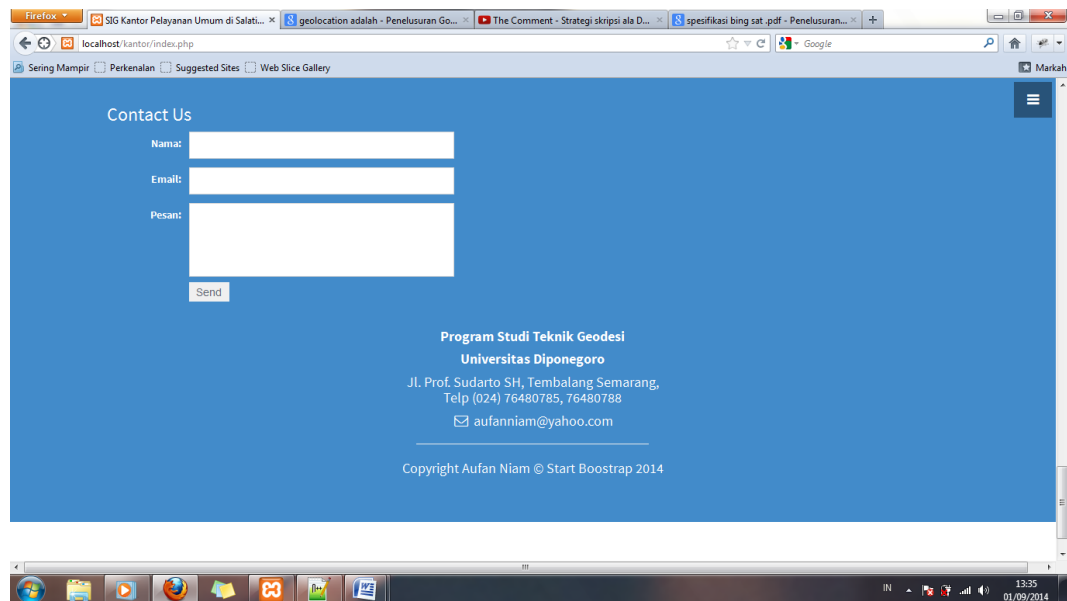 Firefox
SIG Kantor Pelayanan Umum di Salati... ×
geolocation adalah - Penelusuran Go... ×
The Comment - Strategi skripsi ala D... ×
spesifikasi bing sat .pdf - Penelusuran... ×
localhost/kantor/index.php
Google
Sering Mampir Perkenalan Suggested Sites Web Slice Gallery
Markah
Contact Us
Nama:
Email:
Pesan:
Send
Program Studi Teknik Geodesi
Universitas Diponegoro
Jl. Prof. Sudarto SH, Tembalang Semarang,
Telp (024) 76480785, 76480788
aufanniam@yahoo.com
Copyright Aufan Niam © Start Boostrap 2014
IN
13:35
01/09/2014